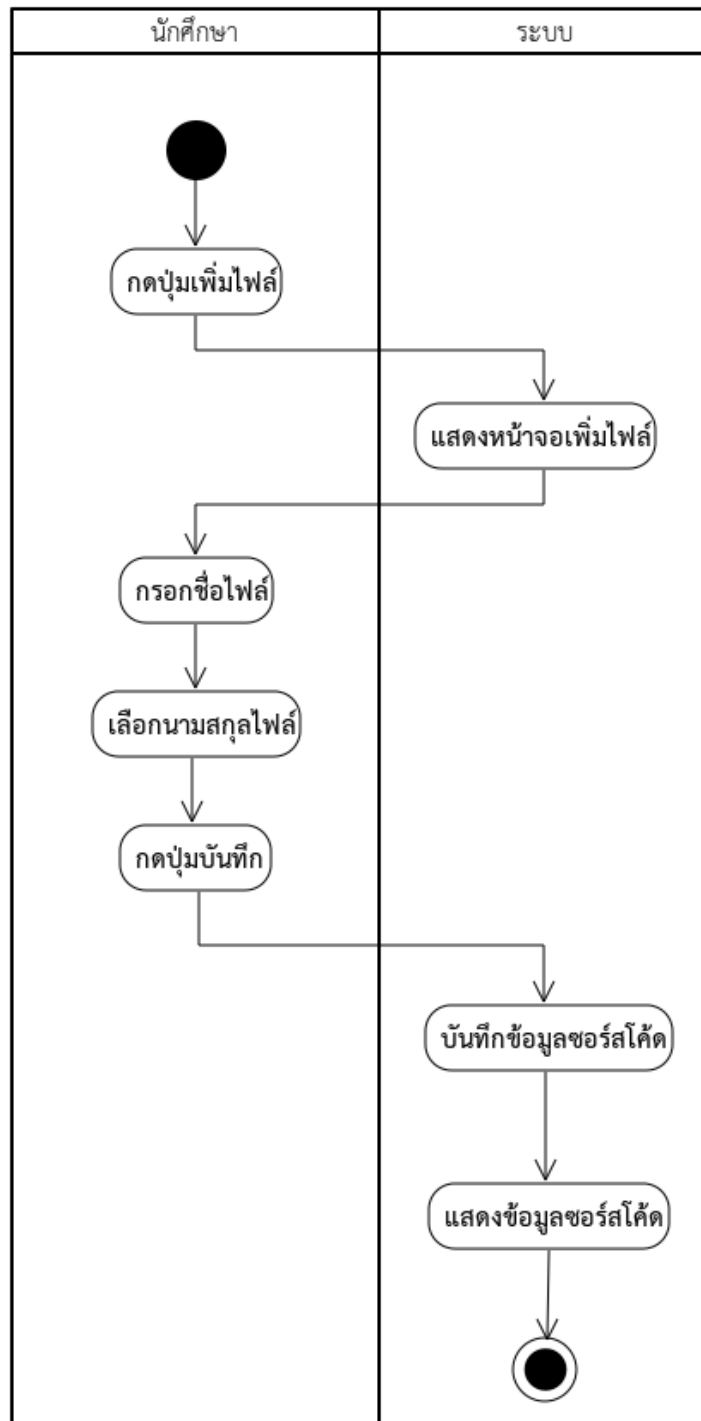 นักศึกษา
ระบบ
กดปุ่มเพิ่มไฟล์
แสดงหน้าจอเพิ่มไฟล์
กรอกชื่อไฟล์
เลือกนามสกุลไฟล์
กดปุ่มบันทึก
บันทึกข้อมูลซอร์สโค้ด
แสดงข้อมูลซอร์สโค้ด